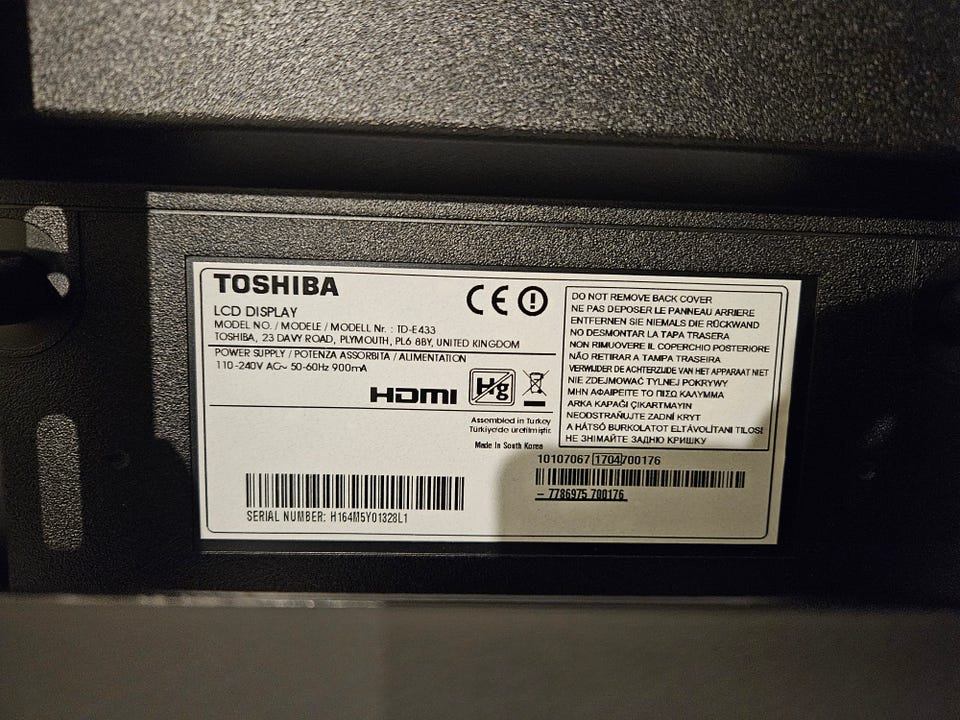 TOSHIBA
LCD DISPLAY
MODEL NO. / MODELE / MODELL Nr. : TD-E433
TOSHIBA, 23 DAVY ROAD, PLYMOUTH, PL6 8BY, UNITED KINGDOM
POWER SUPPLY / POTENZA ASSORBITA / ALIMENTATION
110-240V AC~ 50-60Hz 900mA
HDMI
Hg
Assembled in Turkey
Türkiye'de üretilmiştir.
Made In South Korea
SERIAL NUMBER: H164M5Y01328L1
CE
DO NOT REMOVE BACK COVER
NE PAS DEPOSER LE PANNEAU ARRIERE
ENTFERNEN SIE NIEMALS DIE RÜCKWAND
NO DESMONTAR LA TAPA TRASERA
NON RIMUOVERE IL COPERCHIO POSTERIORE
NÃO RETIRAR A TAMPA TRASEIRA
VERWIJDER DE ACHTERZIJDE VAN HET APPARAAT NIET
NIE ZDEJMOWAĆ TYLNEJ POKRYWY
ΜΗΝ ΑΦΑΙΡΕΙΤΕ ΤΟ ΠΙΣΩ ΚΑΛΥΜΜΑ
ARKA KAPAĞI ÇIKARTMAYIN
NEODSTRAŇUJTE ZADNÍ KRYT
A HÁTSÓ BURKOLATOT ELTÁVOLÍTANI TILOS!
НЕ ЗНІМАЙТЕ ЗАДНЮ КРИШКУ
10107067 1704 700176
- 7786975 700176